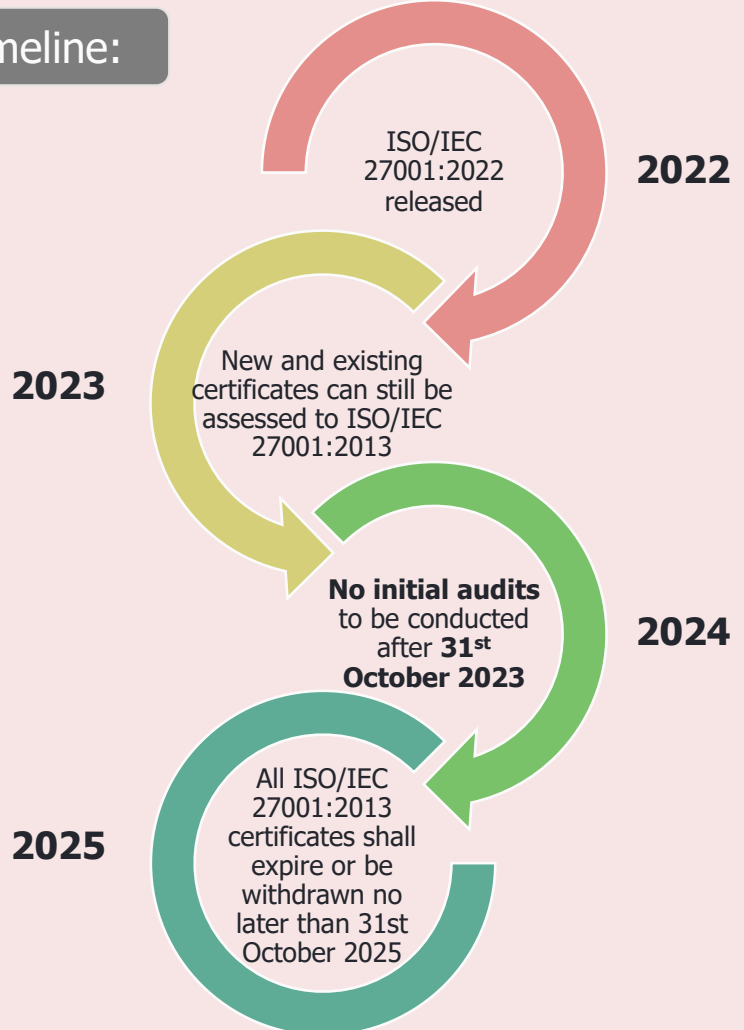 meline:
ISO/IEC
27001:2022
released
2022
2023
New and existing
certificates can still be
assessed to ISO/IEC
27001:2013
No initial audits
to be conducted
after 31st
October 2023
2024
2025
All ISO/IEC
27001:2013
certificates shall
expire or be
withdrawn no
later than 31st
October 2025